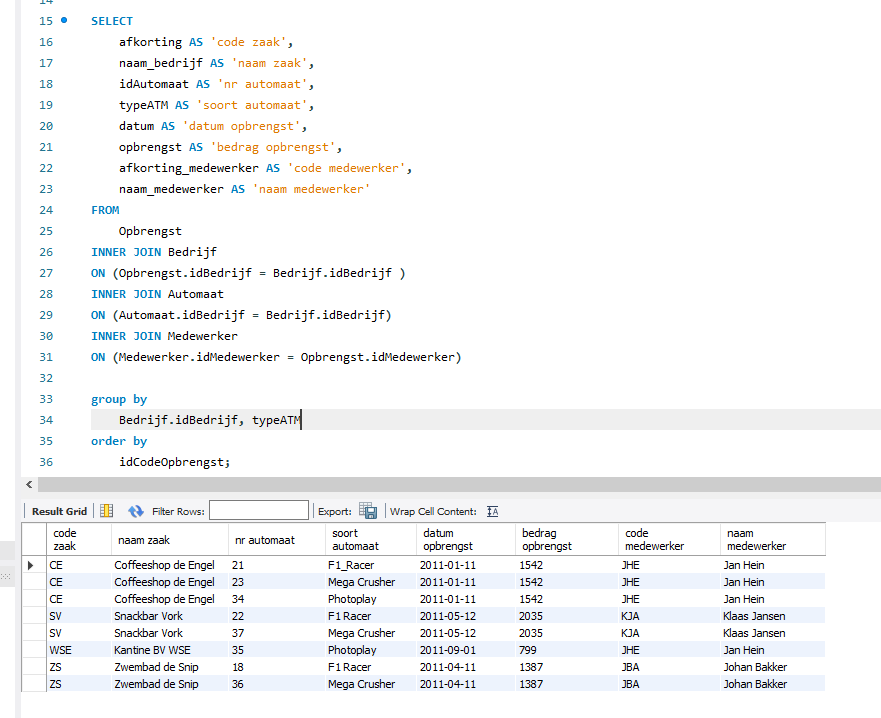 14
15 SELECT
16 afkorting AS 'code zaak',
17 naam_bedrijf AS 'naam zaak',
18 idAutomaat AS 'nr automaat',
19 typeATM AS 'soort automaat',
20 datum AS 'datum opbrengst',
21 opbrengst AS 'bedrag opbrengst',
22 afkorting_medewerker AS 'code medewerker',
23 naam_medewerker AS 'naam medewerker'
24 FROM
25 Opbrengst
26 INNER JOIN Bedrijf
27 ON (Opbrengst.idBedrijf = Bedrijf.idBedrijf )
28 INNER JOIN Automaat
29 ON (Automaat.idBedrijf = Bedrijf.idBedrijf)
30 INNER JOIN Medewerker
31 ON (Medewerker.idMedewerker = Opbrengst.idMedewerker)
32
33 group by
34 Bedrijf.idBedrijf, typeATM
35 order by
36 idCodeOpbrengst;
Result Grid Filter Rows: Export: Wrap Cell Content: IA
code zaak naam zaak nr automaat soort automaat datum opbrengst bedrag opbrengst code medewerker naam medewerker
CE Coffeeshop de Engel 21 F1_Racer 2011-01-11 1542 JHE Jan Hein
CE Coffeeshop de Engel 23 Mega Crusher 2011-01-11 1542 JHE Jan Hein
CE Coffeeshop de Engel 34 Photoplay 2011-01-11 1542 JHE Jan Hein
SV Snackbar Vork 22 F1 Racer 2011-05-12 2035 KJA Klaas Jansen
SV Snackbar Vork 37 Mega Crusher 2011-05-12 2035 KJA Klaas Jansen
WSE Kantine BV WSE 35 Photoplay 2011-09-01 799 JHE Jan Hein
ZS Zwembad de Snip 18 F1 Racer 2011-04-11 1387 JBA Johan Bakker
ZS Zwembad de Snip 36 Mega Crusher 2011-04-11 1387 JBA Johan Bakker